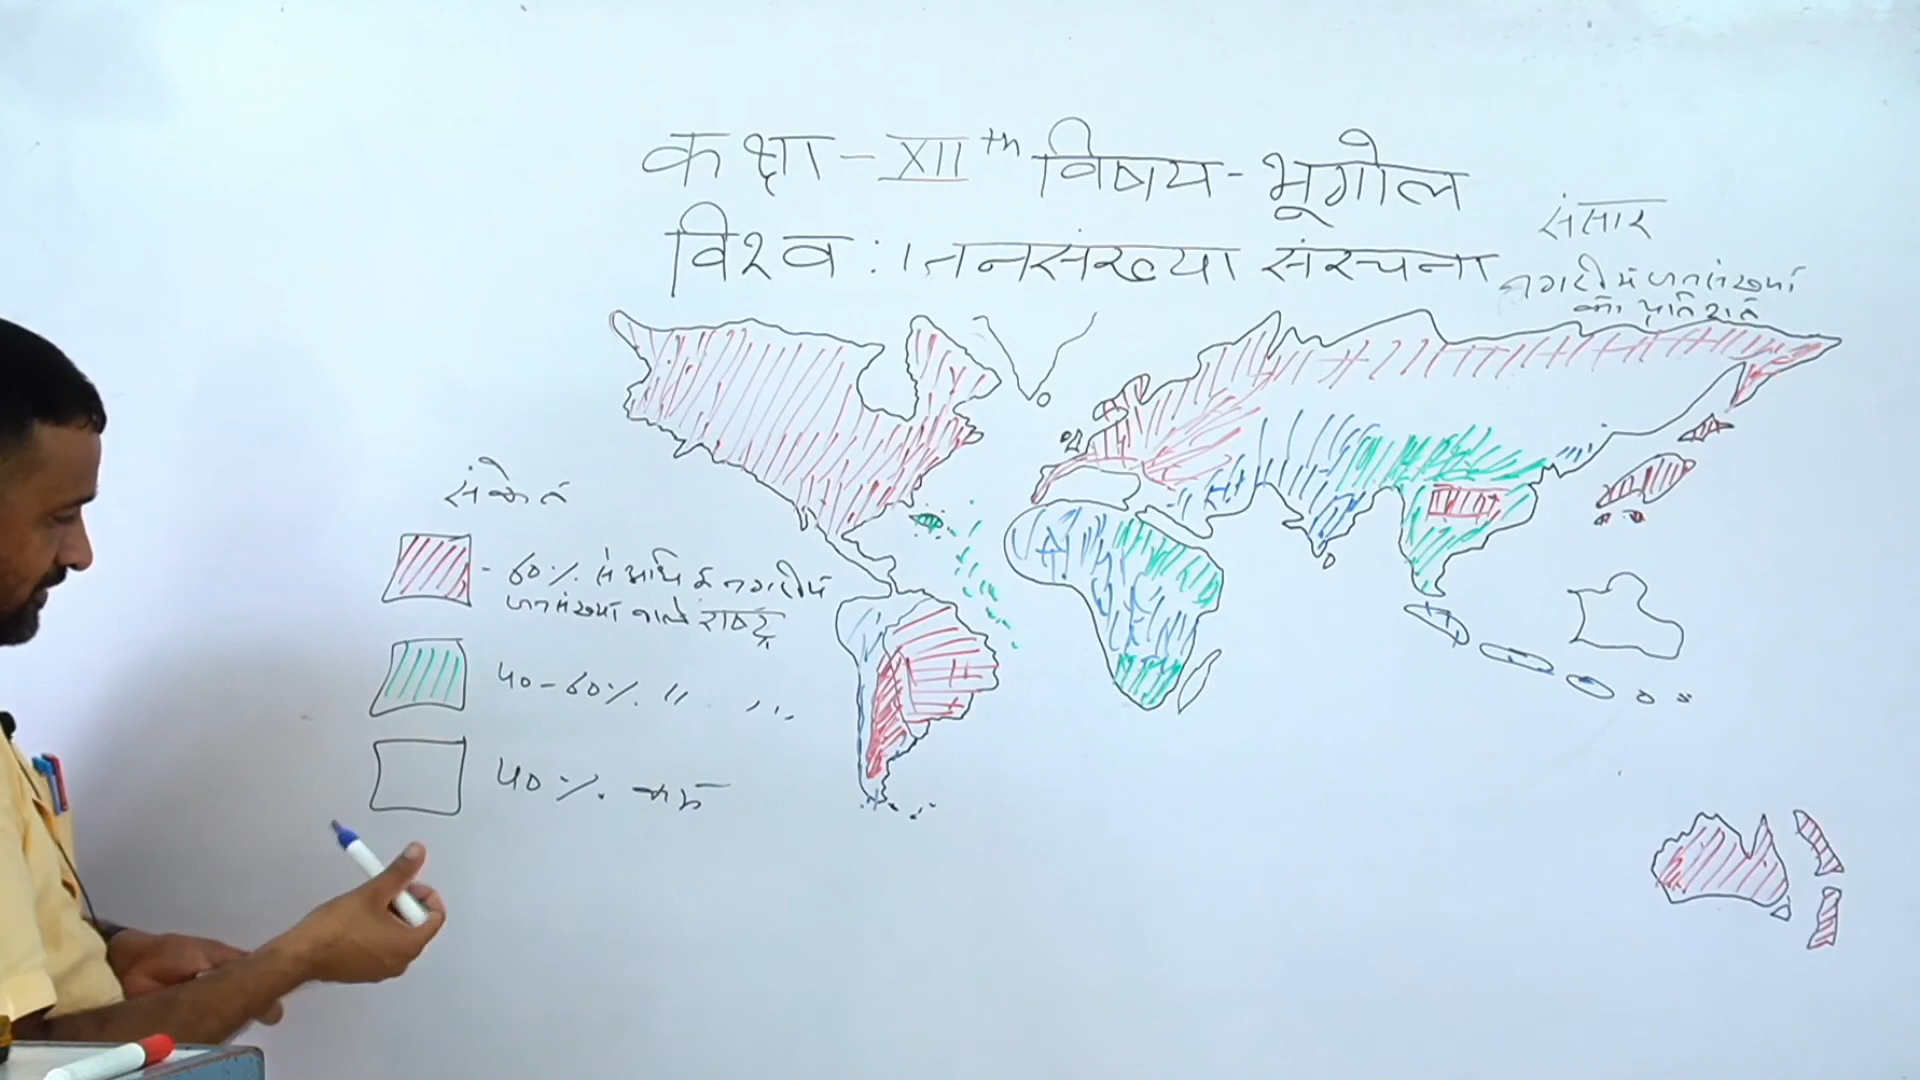 कक्षा - XII th विषय - भूगोल
विश्व : जनसंख्या संरचना
संसार
नगरीय जनसंख्या
का प्रतिशत
संकेत
- 60% से अधिक नगरीय
जनसंख्या वाले राष्ट्र
40 - 60% " "
40% कम